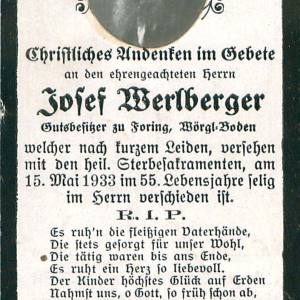 Christliches Andenken im Gebete
an den ehrengeachteten Herrn
Josef Werlberger
Gutsbesitzer zu Foring, Wörgl-Boden
welcher nach kurzem Leiden, versehen
mit den heil. Sterbesakramenten, am
15. Mai 1933 im 55. Lebensjahre selig
im Herrn verschieden ist.
R. I. P.
Es ruh'n die fleißigen Vaterhände,
Die stets gesorgt für unser Wohl,
Die tätig waren bis ans Ende,
Es ruht ein Herz so liebevoll.
Der Kinder höchstes Glück auf Erden
Nahmst uns, o Gott, so früh schon ab,